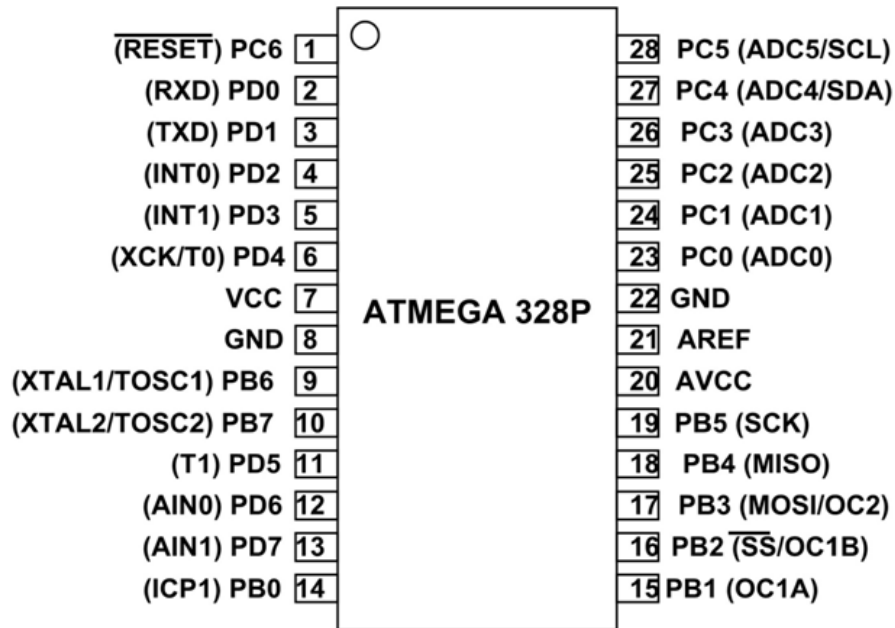 (RESET) PC6 1
(RXD) PD0 2
(TXD) PD1 3
(INT0) PD2 4
(INT1) PD3 5
(XCK/T0) PD4 6
VCC 7
GND 8
(XTAL1/TOSC1) PB6 9
(XTAL2/TOSC2) PB7 10
(T1) PD5 11
(AIN0) PD6 12
(AIN1) PD7 13
(ICP1) PB0 14
ATMEGA 328P
28 PC5 (ADC5/SCL)
27 PC4 (ADC4/SDA)
26 PC3 (ADC3)
25 PC2 (ADC2)
24 PC1 (ADC1)
23 PC0 (ADC0)
22 GND
21 AREF
20 AVCC
19 PB5 (SCK)
18 PB4 (MISO)
17 PB3 (MOSI/OC2)
16 PB2 (SS/OC1B)
15 PB1 (OC1A)